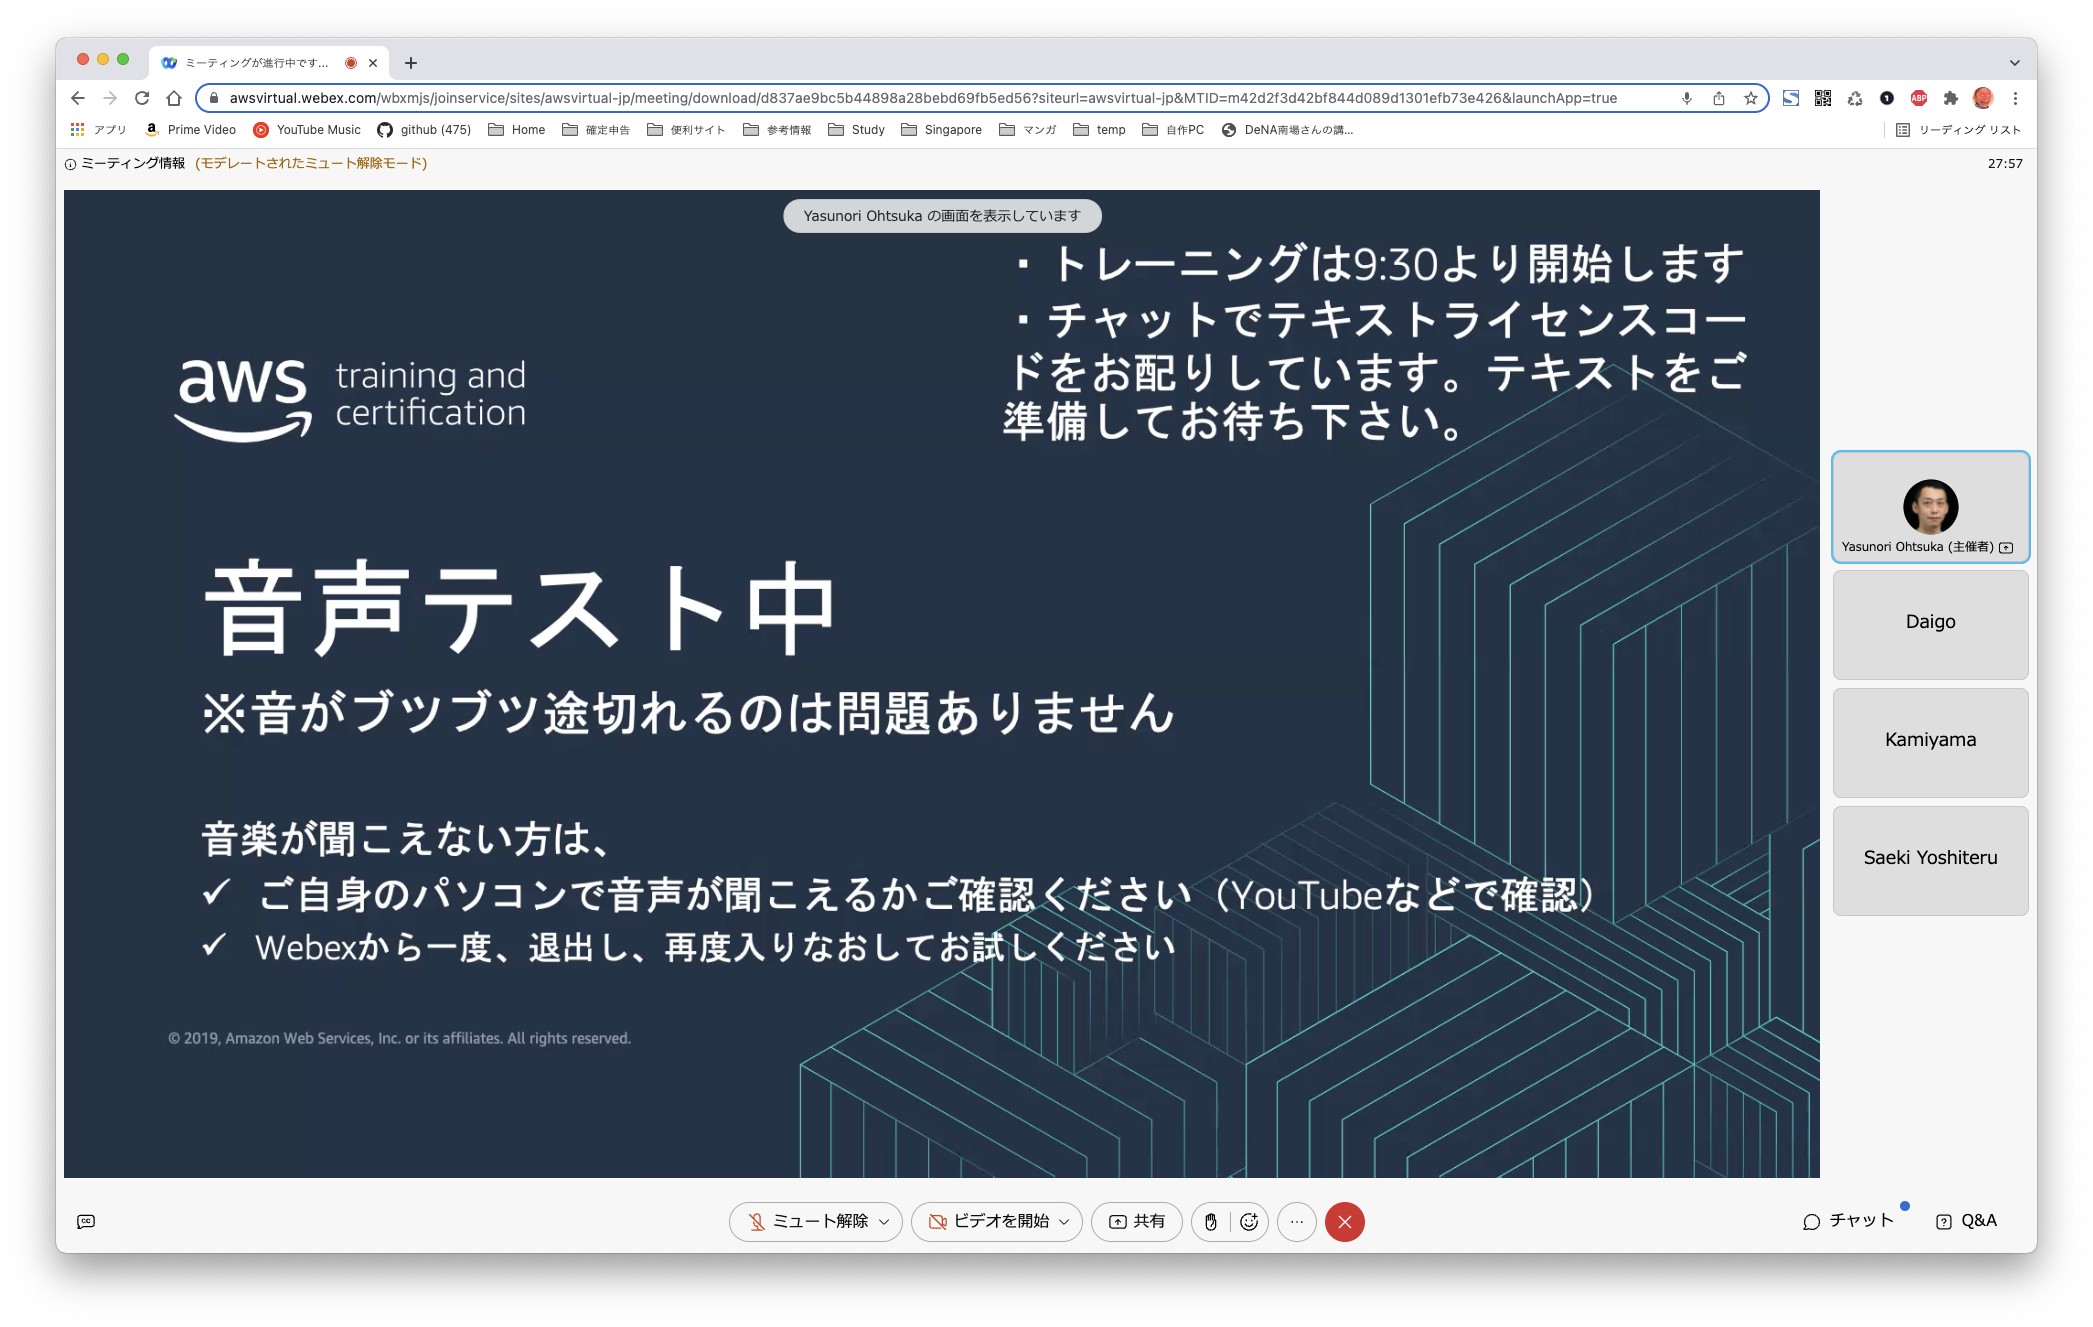 ミーティングが進行中です...
awsvirtual.webex.com/wbxmjs/joinservice/sites/awsvirtual-jp/meeting/download/d837ae9bc5b44898a28bebd69fb5ed56?siteurl=awsvirtual-jp&MTID=m42d2f3d42bf844d089d1301efb73e426&launchApp=true
ABP
アプリ Prime Video YouTube Music github (475) Home 確定申告 便利サイト 参考情報 Study Singapore マンガ temp 自作PC DeNA南場さんの講... リーディング リスト
ミーティング情報 (モデレートされたミュート解除モード) 27:57
Yasunori Ohtsuka の画面を表示しています
・トレーニングは9:30より開始します
・チャットでテキストライセンスコー
ドをお配りしています。テキストをご
準備してお待ち下さい。
aws training and
certification
音声テスト中
※音がブツブツ途切れるのは問題ありません
音楽が聞こえない方は、
✓ ご自身のパソコンで音声が聞こえるかご確認ください（YouTubeなどで確認）
✓ Webexから一度、退出し、再度入りなおしてお試しください
© 2019, Amazon Web Services, Inc. or its affiliates. All rights reserved.
Yasunori Ohtsuka (主催者)
Daigo
Kamiyama
Saeki Yoshiteru
ミュート解除 ビデオを開始 共有 チャット Q&A